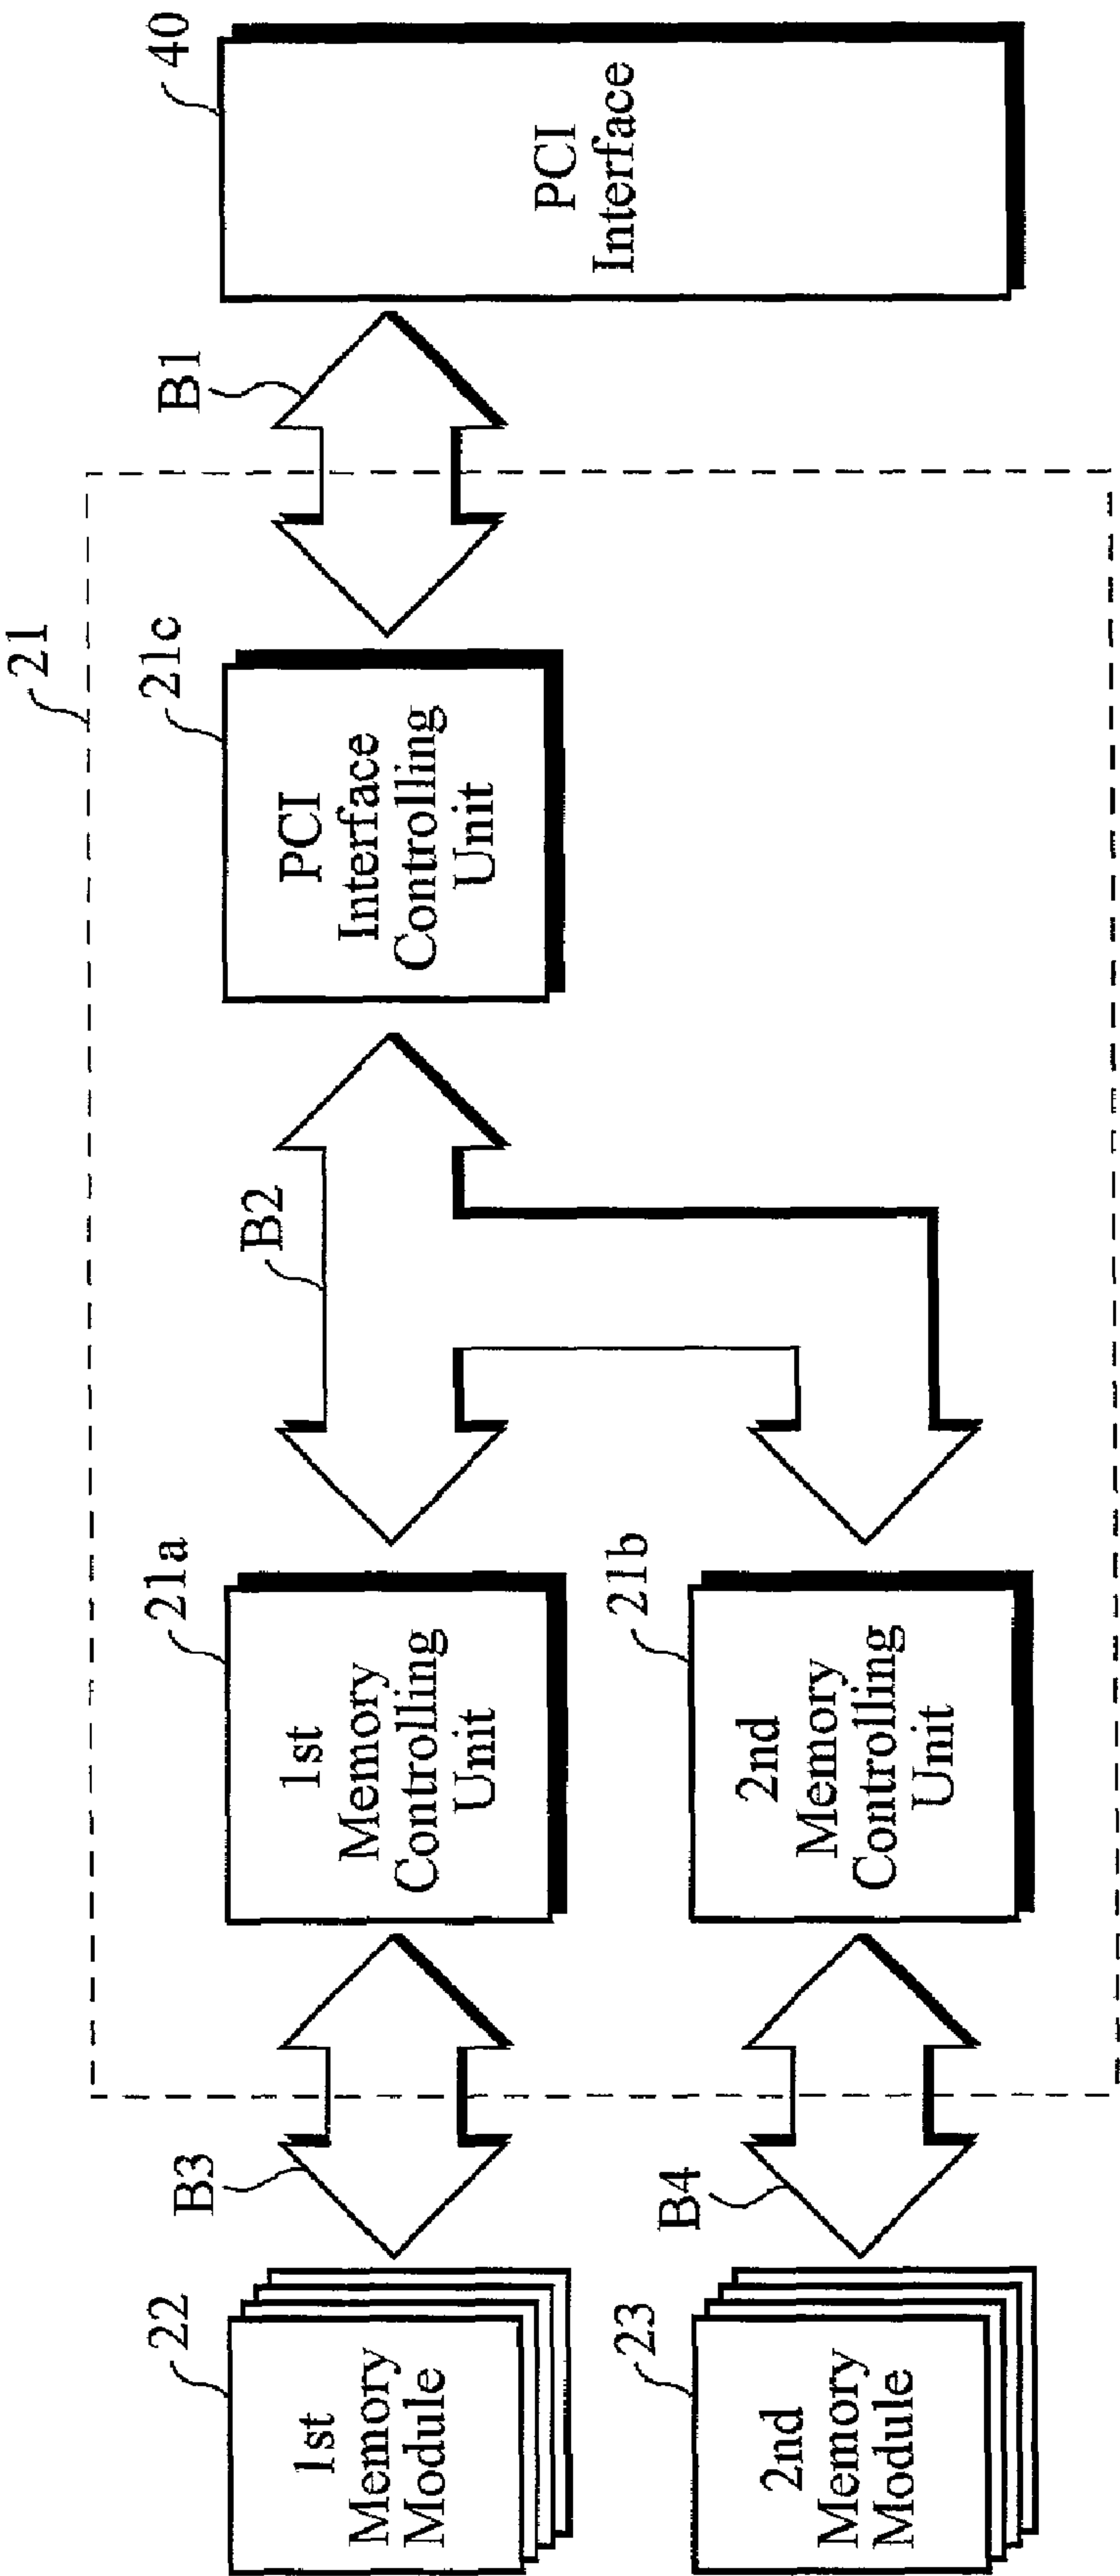 21
22
1st
Memory
Module
B3
21a
1st
Memory
Controlling
Unit
B2
21c
PCI
Interface
Controlling
Unit
B1
40
PCI
Interface
23
2nd
Memory
Module
B4
21b
2nd
Memory
Controlling
Unit